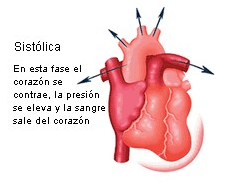 Sistólica
En esta fase el
corazón se
contrae, la presión
se eleva y la sangre
sale del corazón